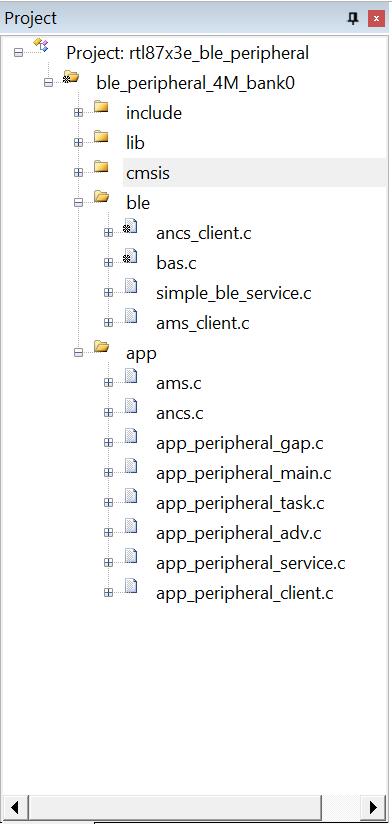 Project
Project: rtl87x3e_ble_peripheral
ble_peripheral_4M_bank0
include
lib
cmsis
ble
ancs_client.c
bas.c
simple_ble_service.c
ams_client.c
app
ams.c
ancs.c
app_peripheral_gap.c
app_peripheral_main.c
app_peripheral_task.c
app_peripheral_adv.c
app_peripheral_service.c
app_peripheral_client.c